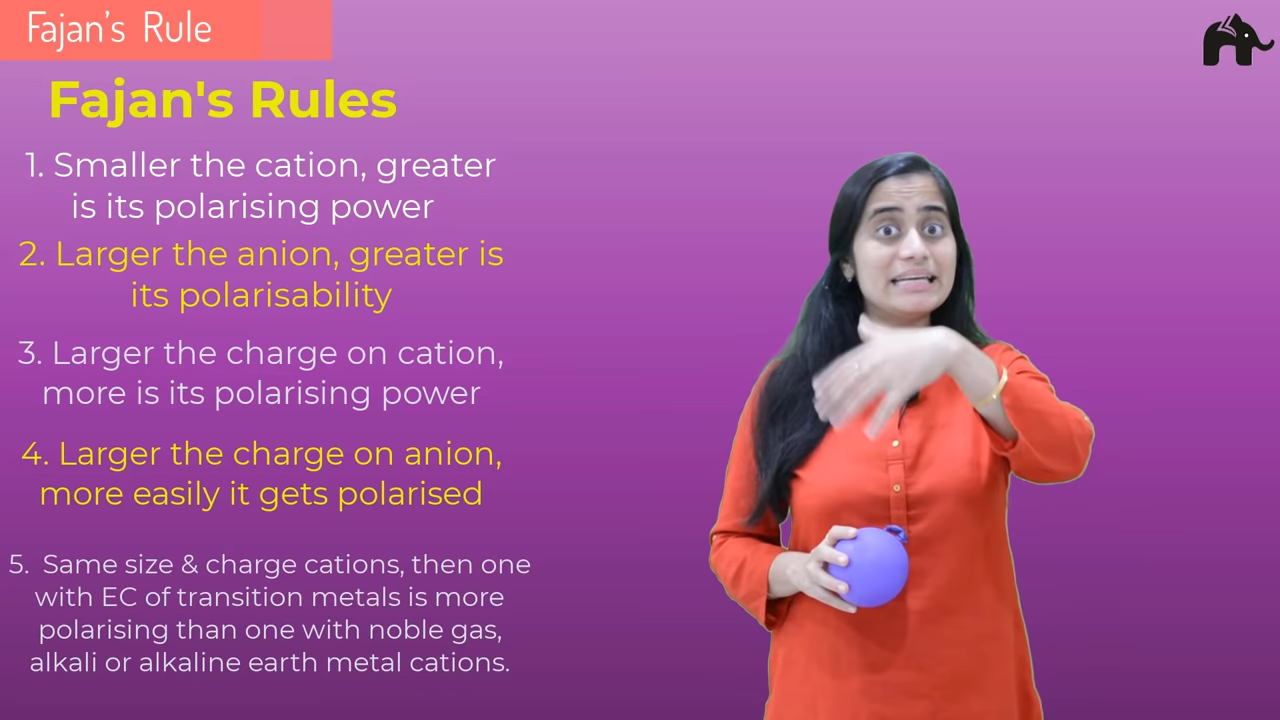 Fajan's Rule
Fajan's Rules
1. Smaller the cation, greater
is its polarising power
2. Larger the anion, greater is
its polarisability
3. Larger the charge on cation,
more is its polarising power
4. Larger the charge on anion,
more easily it gets polarised
5. Same size & charge cations, then one
with EC of transition metals is more
polarising than one with noble gas,
alkali or alkaline earth metal cations.